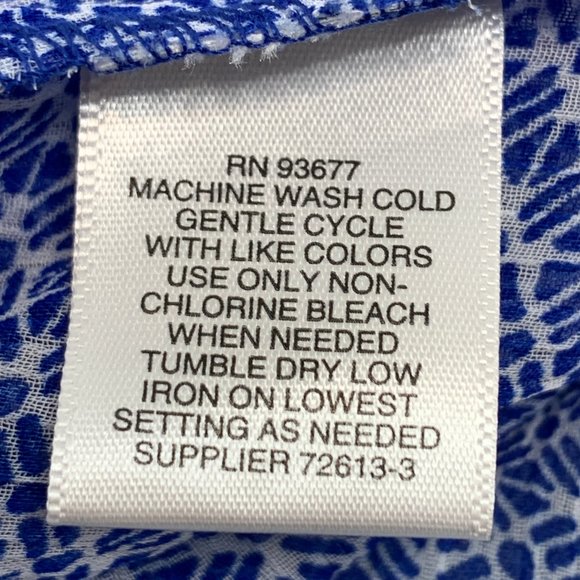 RN 93677
MACHINE WASH COLD
GENTLE CYCLE
WITH LIKE COLORS
USE ONLY NON-
CHLORINE BLEACH
WHEN NEEDED
TUMBLE DRY LOW
IRON ON LOWEST
SETTING AS NEEDED
SUPPLIER 72613-3